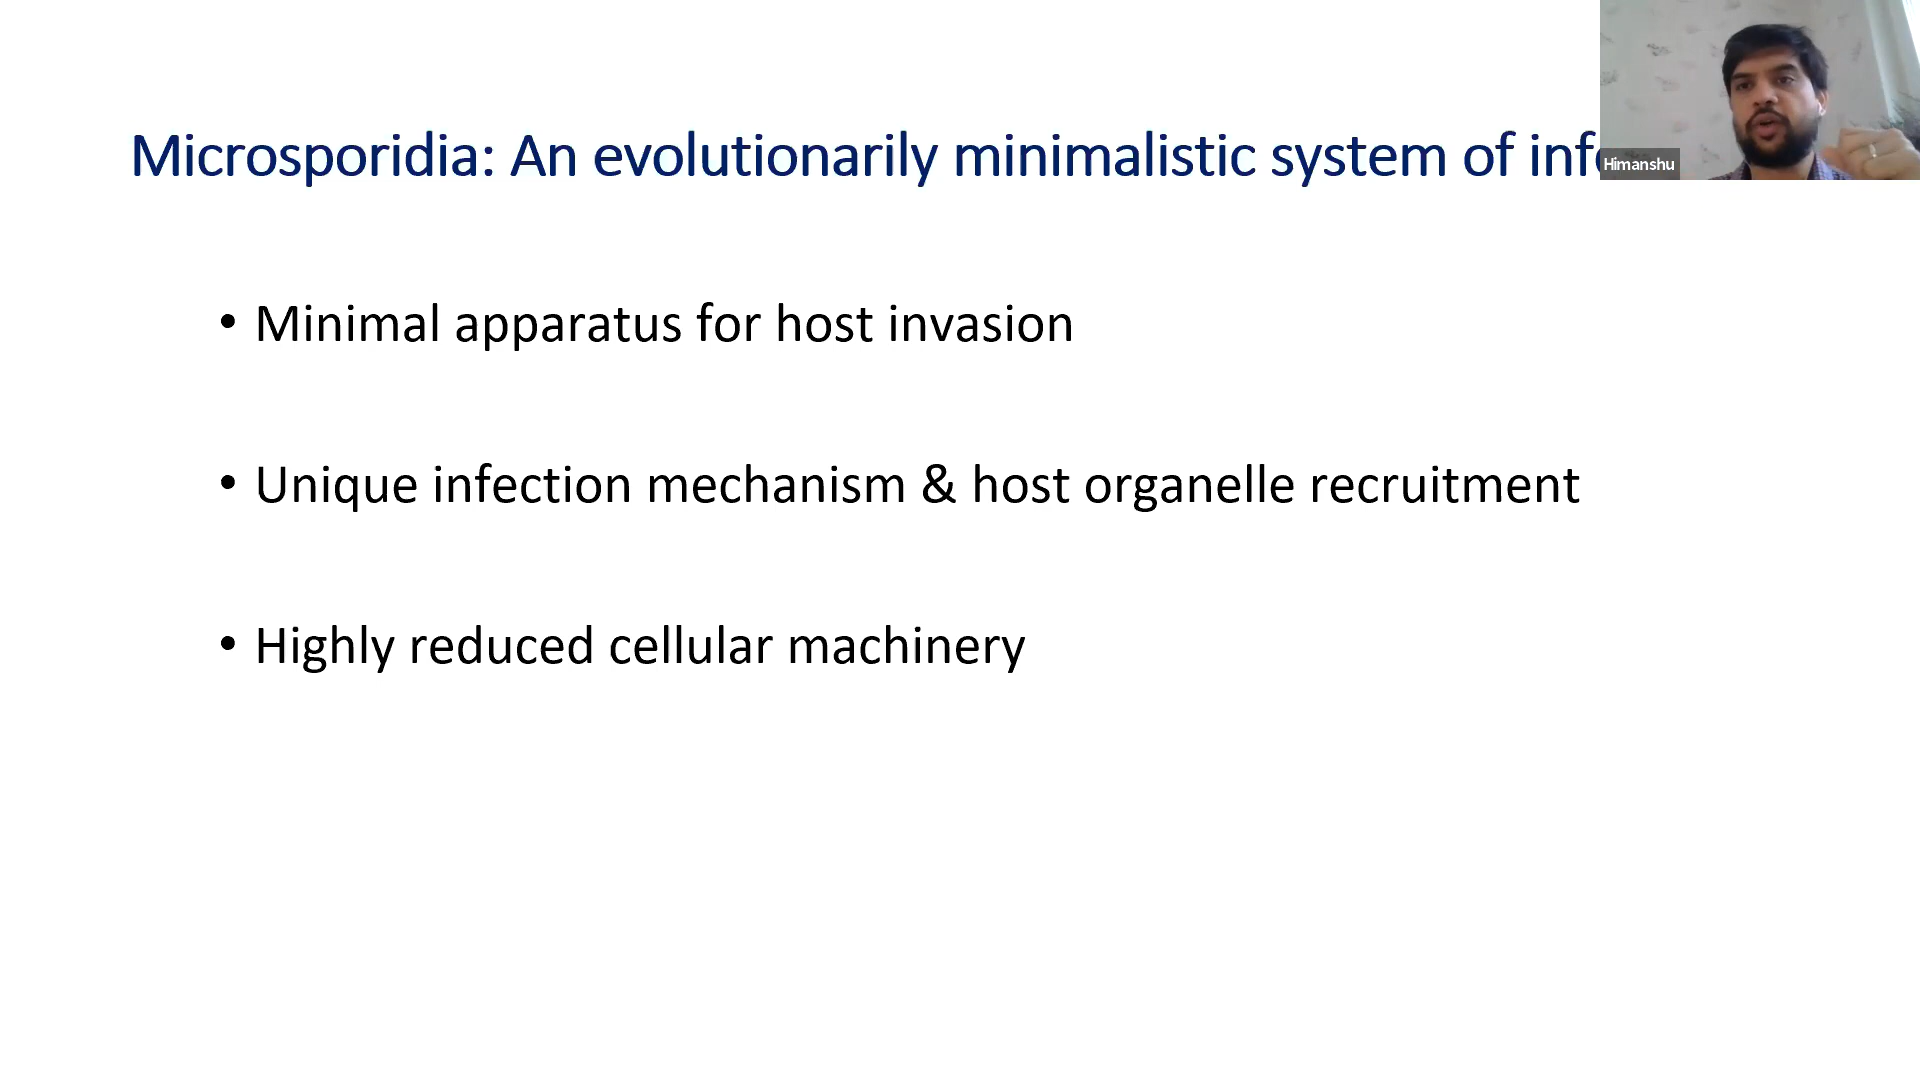 Microsporidia: An evolutionarily minimalistic system of
Himanshu
• Minimal apparatus for host invasion
• Unique infection mechanism & host organelle recruitment
• Highly reduced cellular machinery